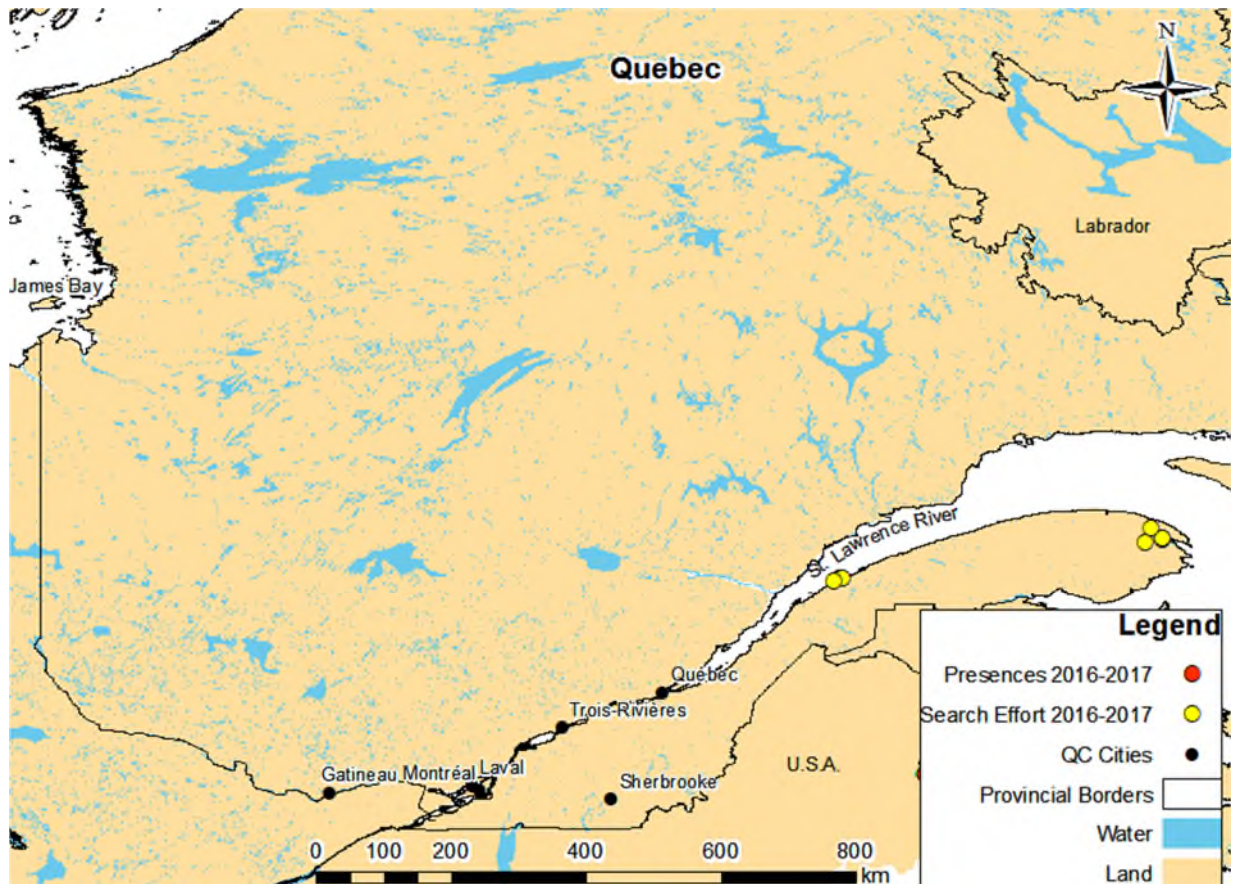 N
Quebec
Labrador
James Bay
St. Lawrence River
Québec
Trois-Rivières
Gatineau Montréal Laval
Sherbrooke
U.S.A.
0 100 200 400 600 800
km
Legend
Presences 2016-2017
Search Effort 2016-2017
QC Cities
Provincial Borders
Water
Land